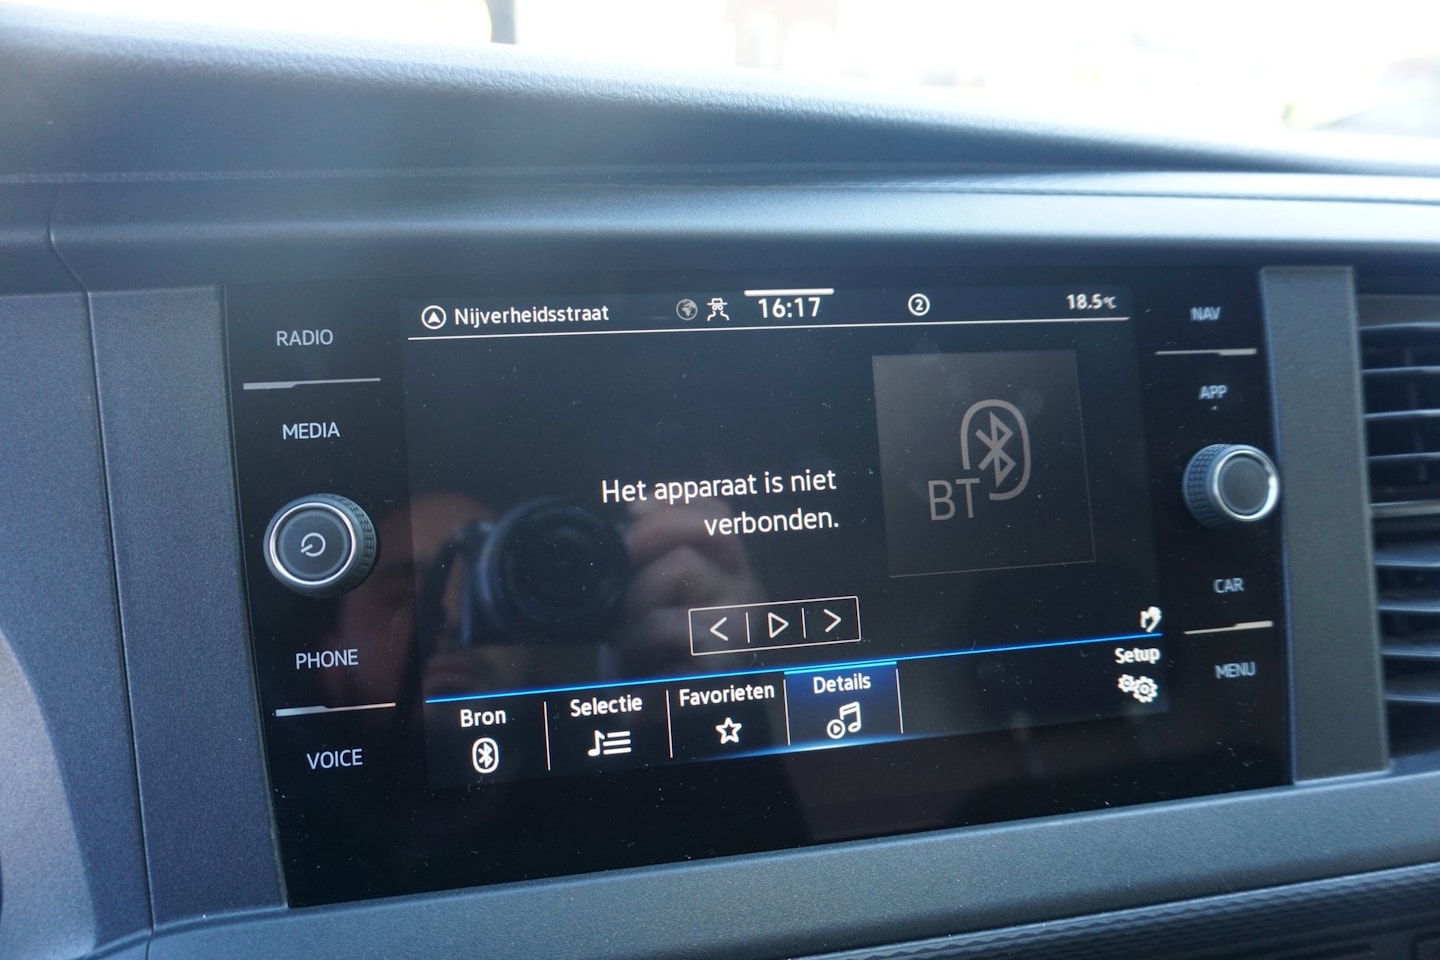 Nijverheidsstraat 16:17 2 18.5°C
RADIO
MEDIA
PHONE
VOICE
NAV
APP
CAR
MENU
Het apparaat is niet
verbonden.
BT
Setup
Bron
Selectie
Favorieten
Details